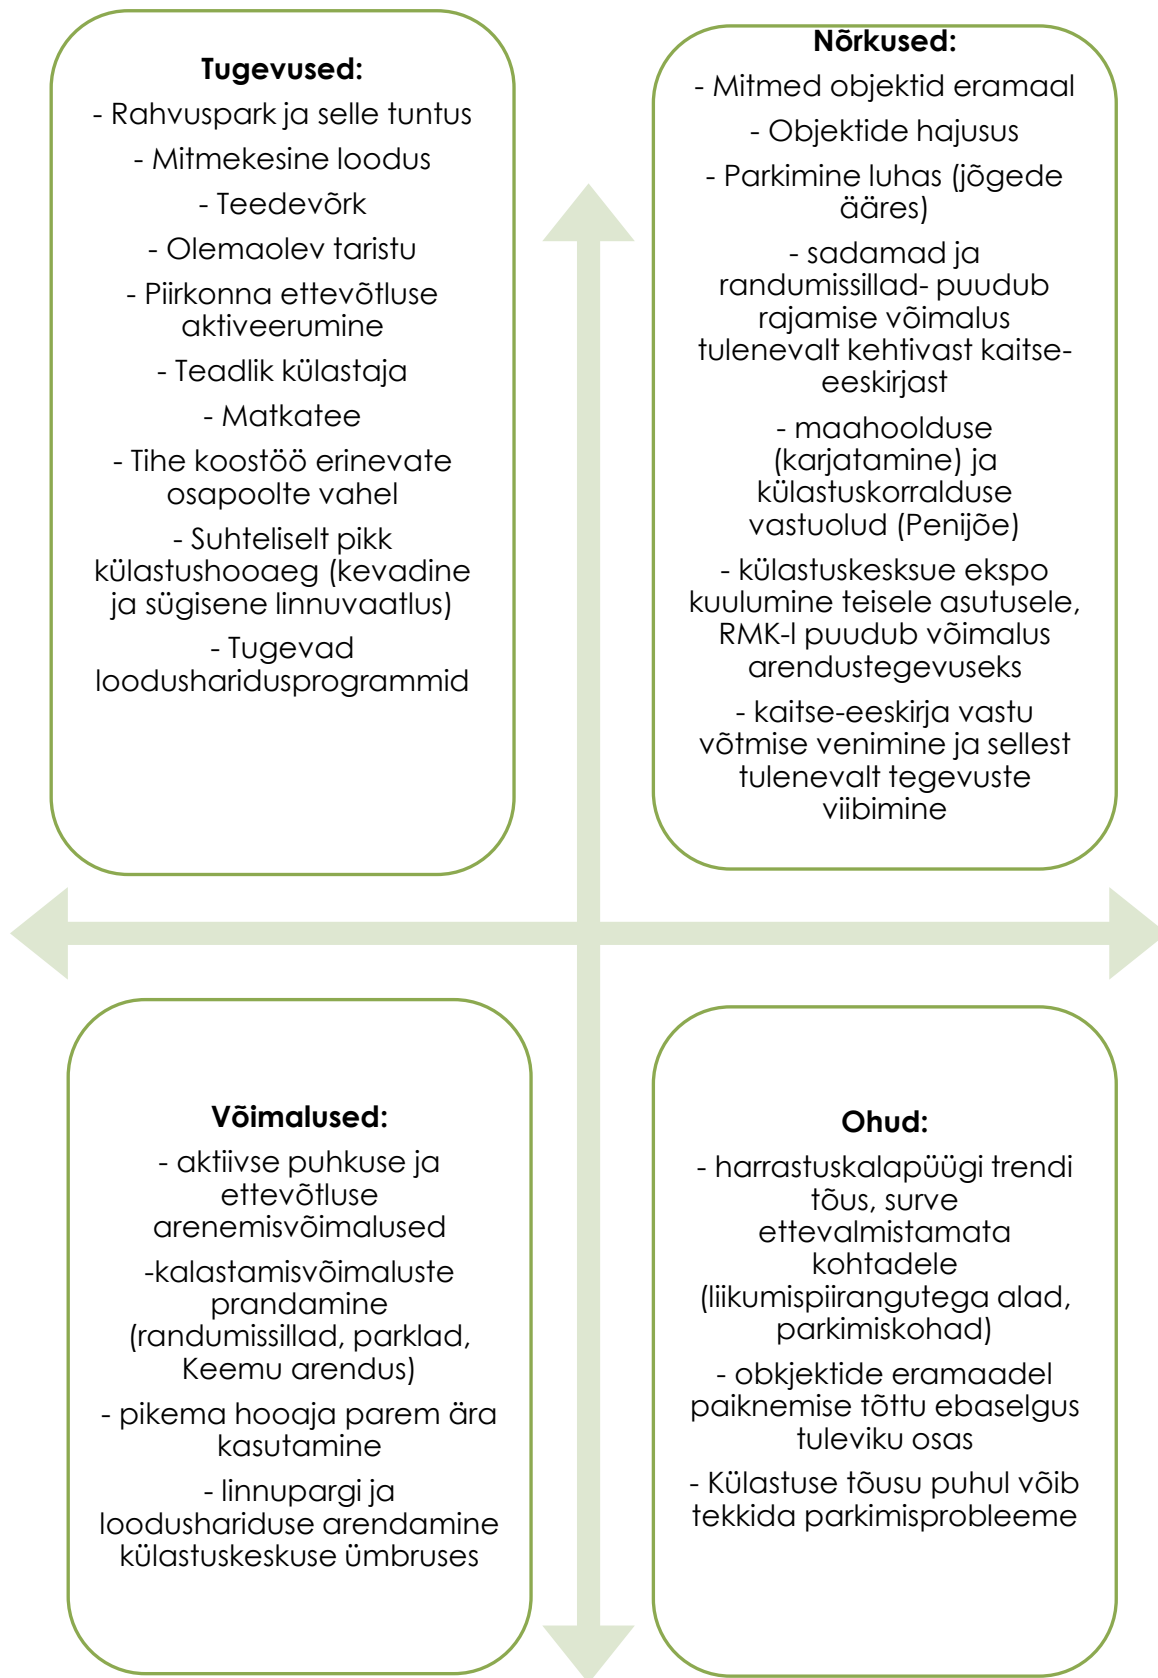 Tugevused:
- Rahvuspark ja selle tuntus
- Mitmekesine loodus
- Teedevõrk
- Olemaolev taristu
- Piirkonna ettevõtluse
aktiveerumine
- Teadlik külastaja
- Matkatee
- Tihe koostöö erinevate
osapoolte vahel
- Suhteliselt pikk
külastushooaeg (kevadine
ja sügisene linnuvaatlus)
- Tugevad
loodusharidusprogrammid
Nõrkused:
- Mitmed objektid eramaal
- Objektide hajusus
- Parkimine luhas (jõgede
ääres)
- sadamad ja
randumissillad- puudub
rajamise võimalus
tulenevalt kehtivast kaitse-
eeskirjast
- maahoolduse
(karjatamine) ja
külastuskorralduse
vastuolud (Penijõe)
- külastuskesksue ekspo
kuulumine teisele asutusele,
RMK-l puudub võimalus
arendustegevuseks
- kaitse-eeskirja vastu
võtmise venimine ja sellest
tulenevalt tegevuste
viibimine
Võimalused:
- aktiivse puhkuse ja
ettevõtluse
arenemisvõimalused
-kalastamisvõimaluste
prandamine
(randumissillad, parklad,
Keemu arendus)
- pikema hooaja parem ära
kasutamine
- linnupargi ja
loodushariduse arendamine
külastuskeskuse ümbruses
Ohud:
- harrastuskalapüügi trendi
tõus, surve
ettevalmistamata
kohtadele
(liikumispiirangutega alad,
parkimiskohad)
- obkjektide eramaadel
paiknemise tõttu ebaselgus
tuleviku osas
- Külastuse tõusu puhul võib
tekkida parkimisprobleeme